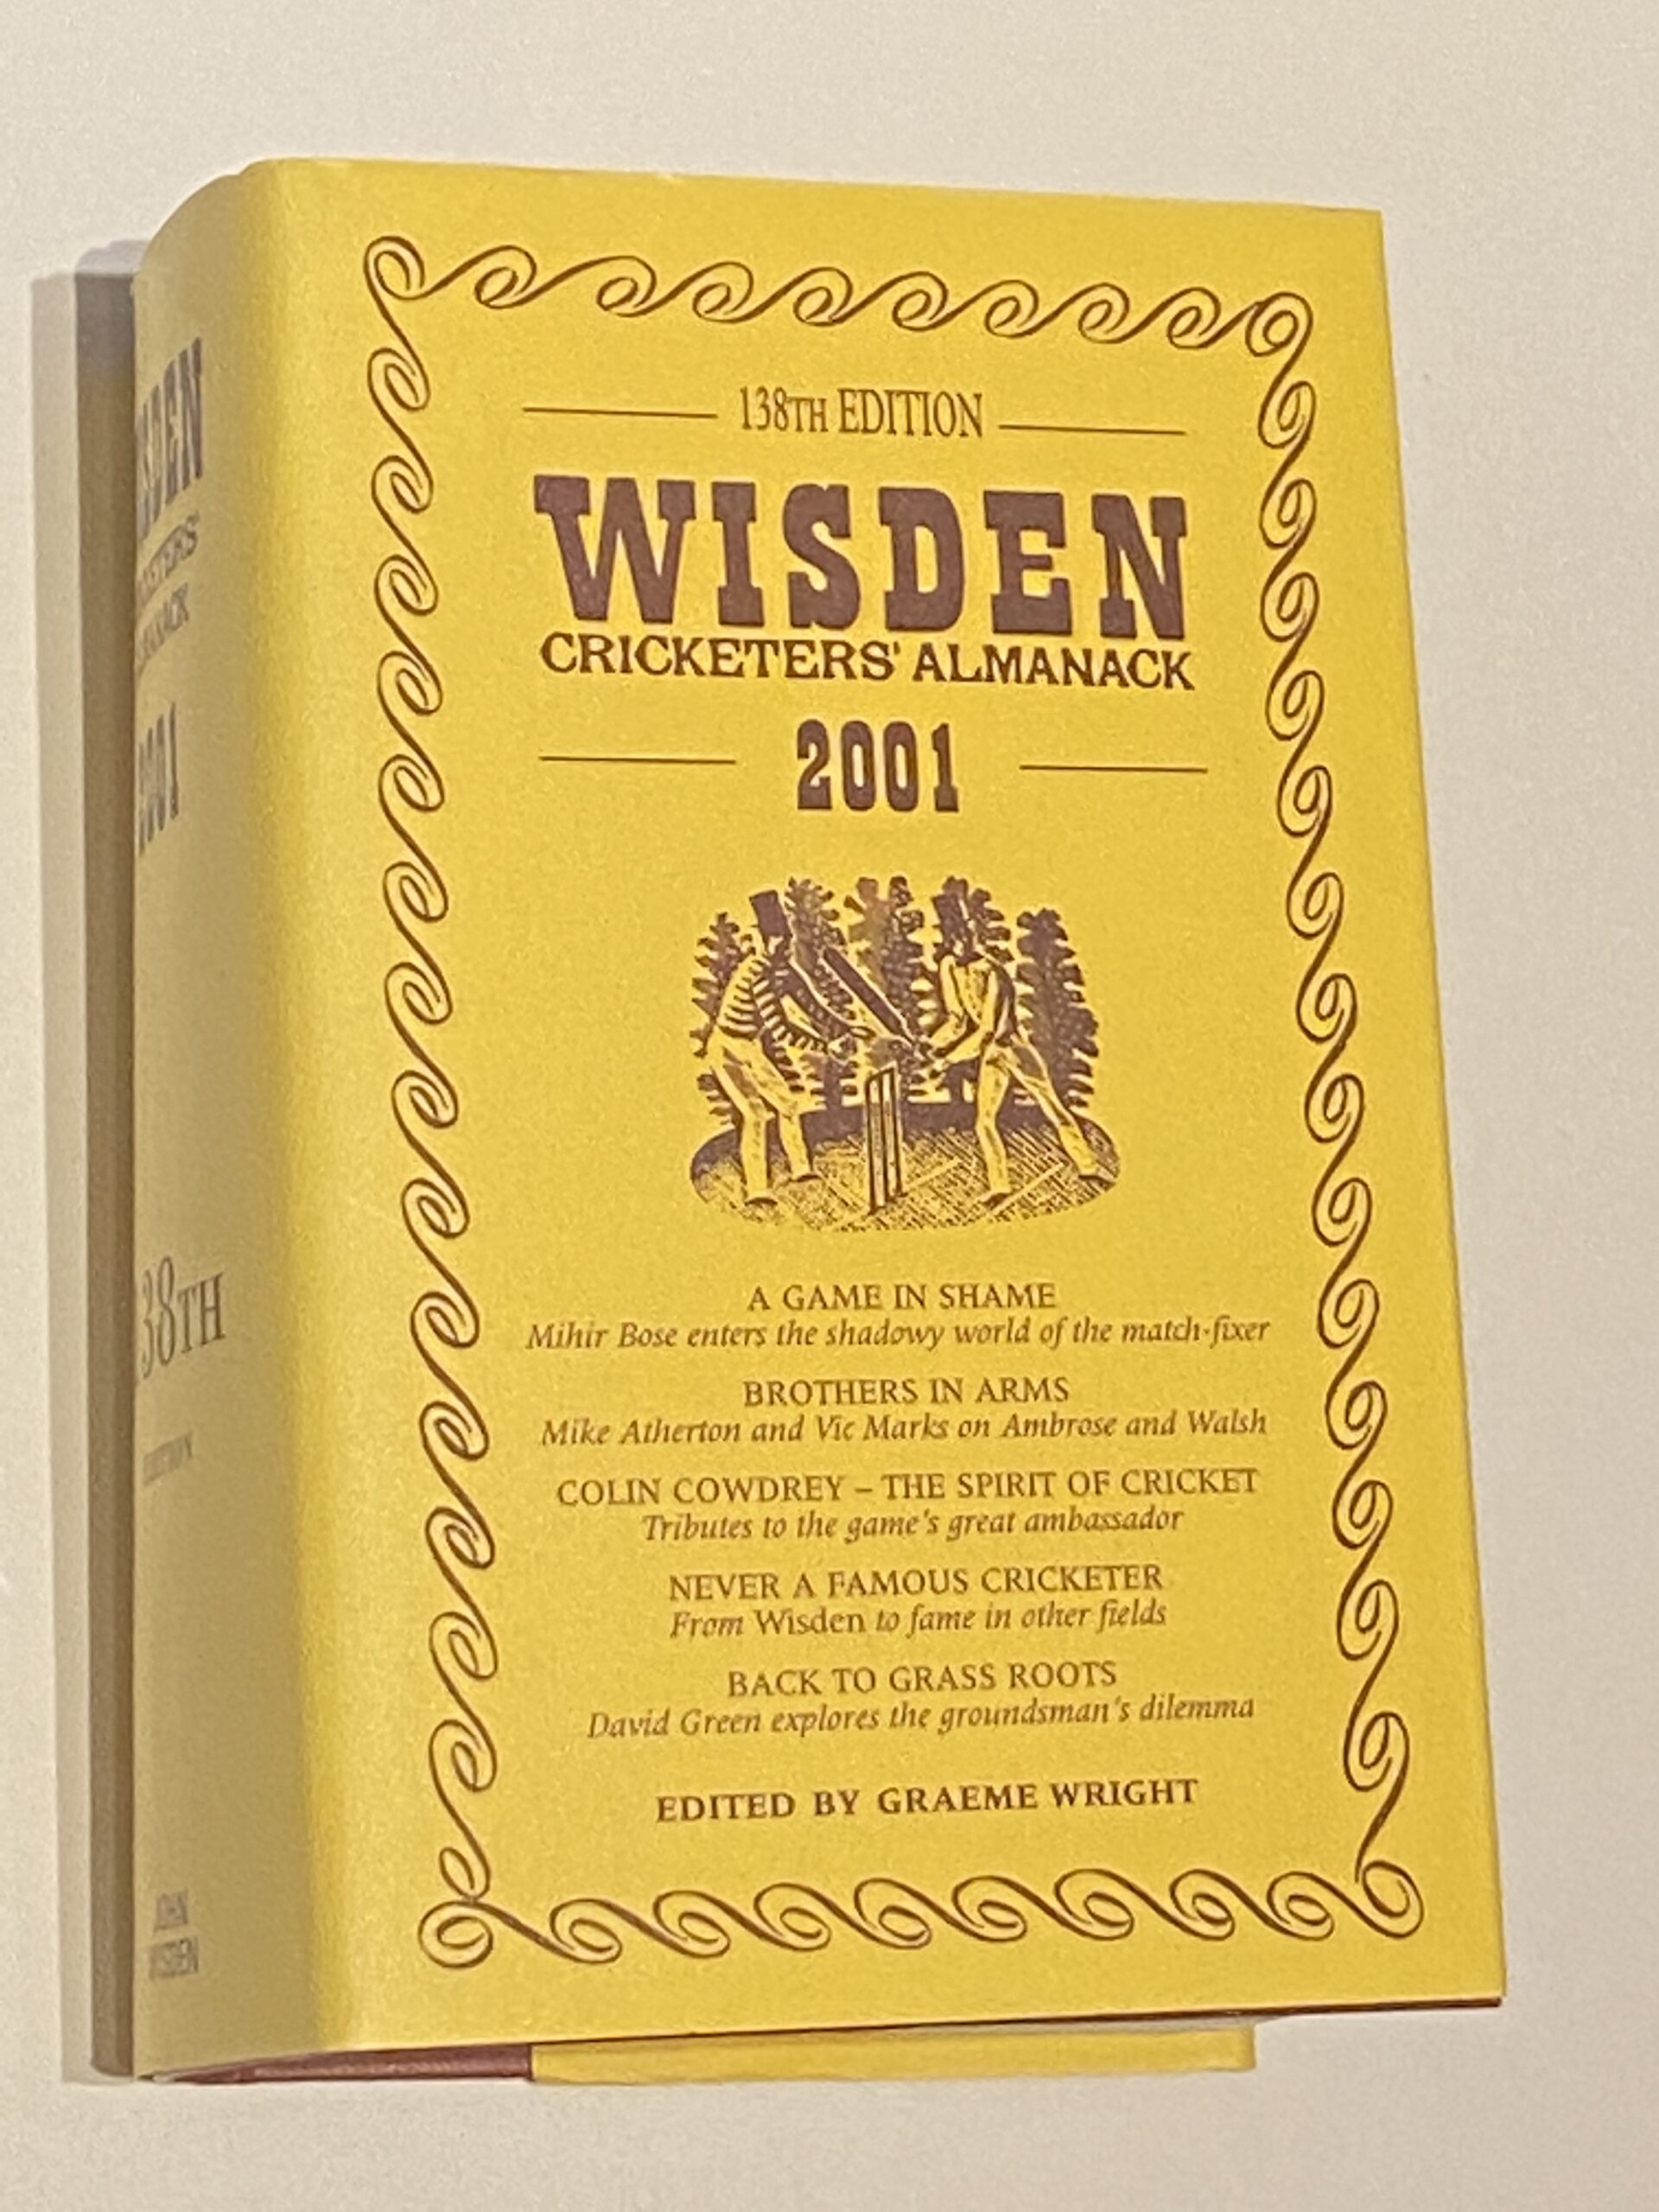 138TH EDITION
WISDEN
CRICKETERS' ALMANACK
2001
A GAME IN SHAME
Mihir Bose enters the shadowy world of the match-fixer
BROTHERS IN ARMS
Mike Atherton and Vic Marks on Ambrose and Walsh
COLIN COWDREY – THE SPIRIT OF CRICKET
Tributes to the game's great ambassador
NEVER A FAMOUS CRICKETER
From Wisden to fame in other fields
BACK TO GRASS ROOTS
David Green explores the groundsman's dilemma
EDITED BY GRAEME WRIGHT
2001
38TH
EDITION
JOHN
WISDEN